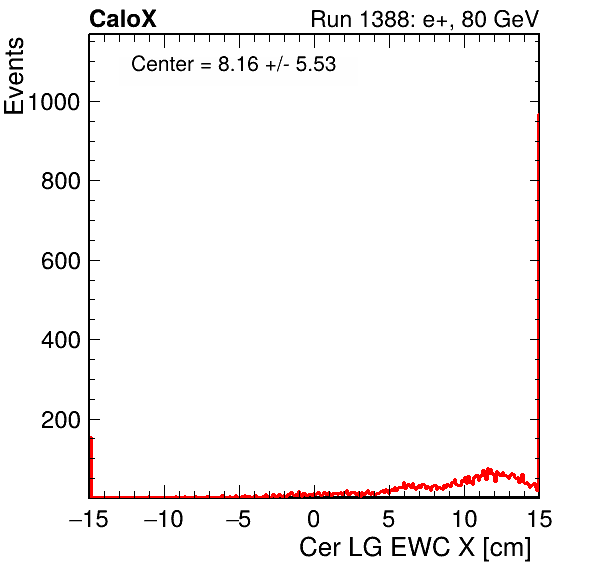 CaloX Run 1388: e+, 80 GeV
Center = 8.16 +/- 5.53
Events
1000
800
600
400
200
−15 −10 −5 0 5 10 15
Cer LG EWC X [cm]